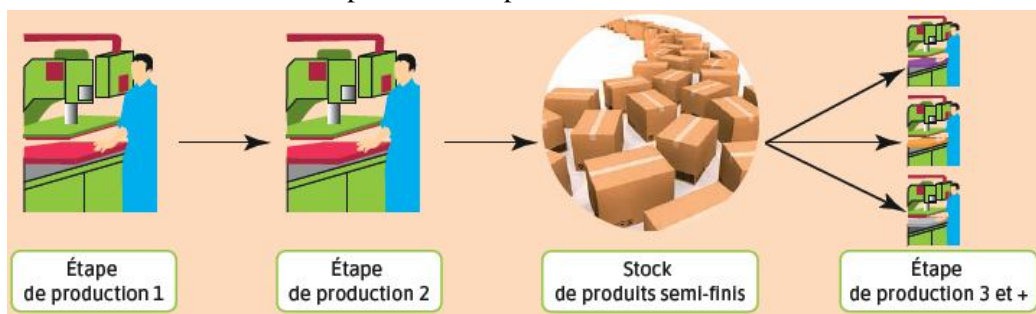 Étape
de production 1
Étape
de production 2
Stock
de produits semi-finis
Étape
de production 3 et +